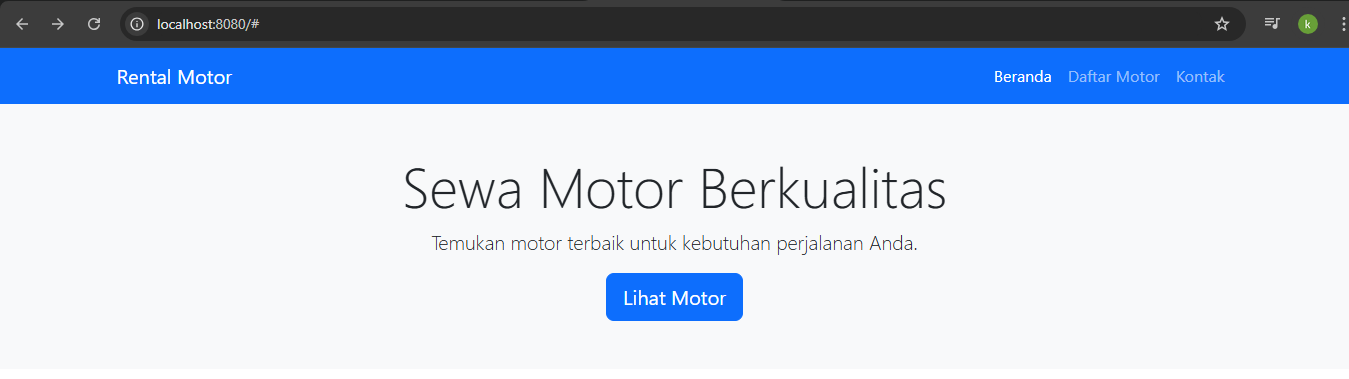 localhost:8080/#
k
Rental Motor
Beranda Daftar Motor Kontak
Sewa Motor Berkualitas
Temukan motor terbaik untuk kebutuhan perjalanan Anda.
Lihat Motor